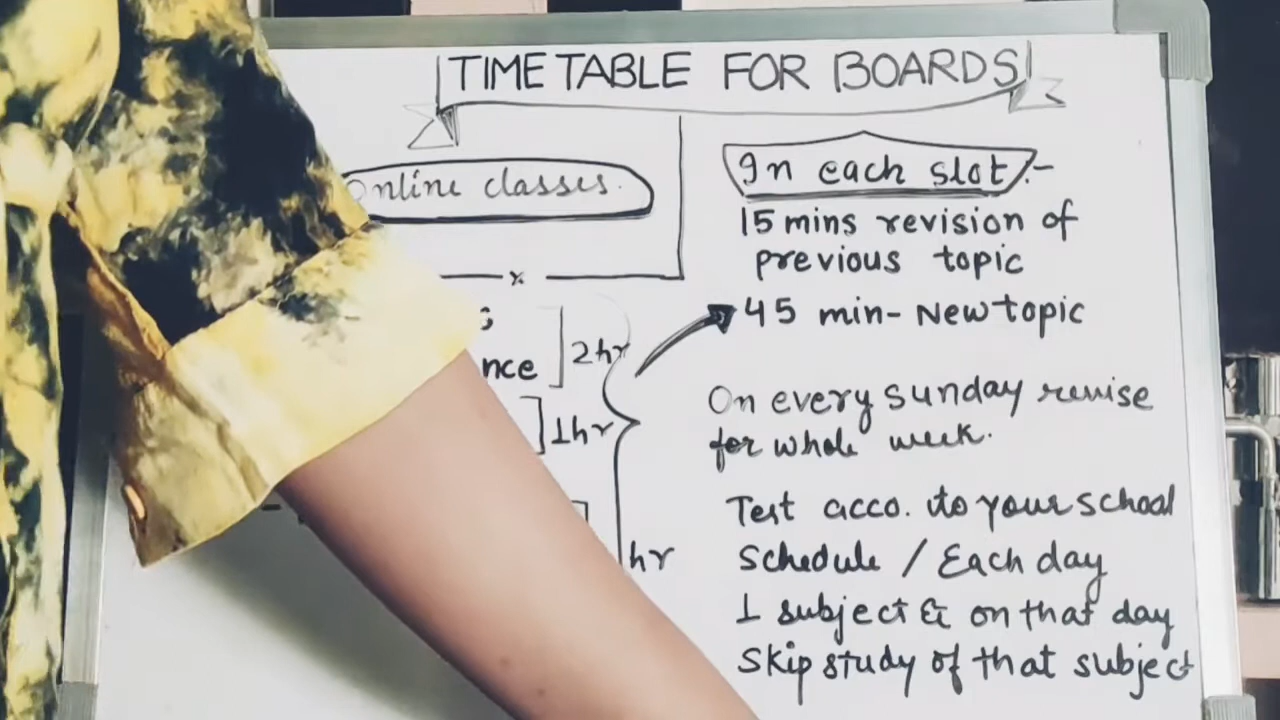 TIME TABLE FOR BOARDS
Online classes.
x
nce ] 2hr
] 1hr
hr
In each slot :-
15 mins revision of
previous topic
45 min- New topic
On every sunday revise
for whole week.
Test acco. to your school
Schedule / Each day
1 subject & on that day
Skip study of that subject